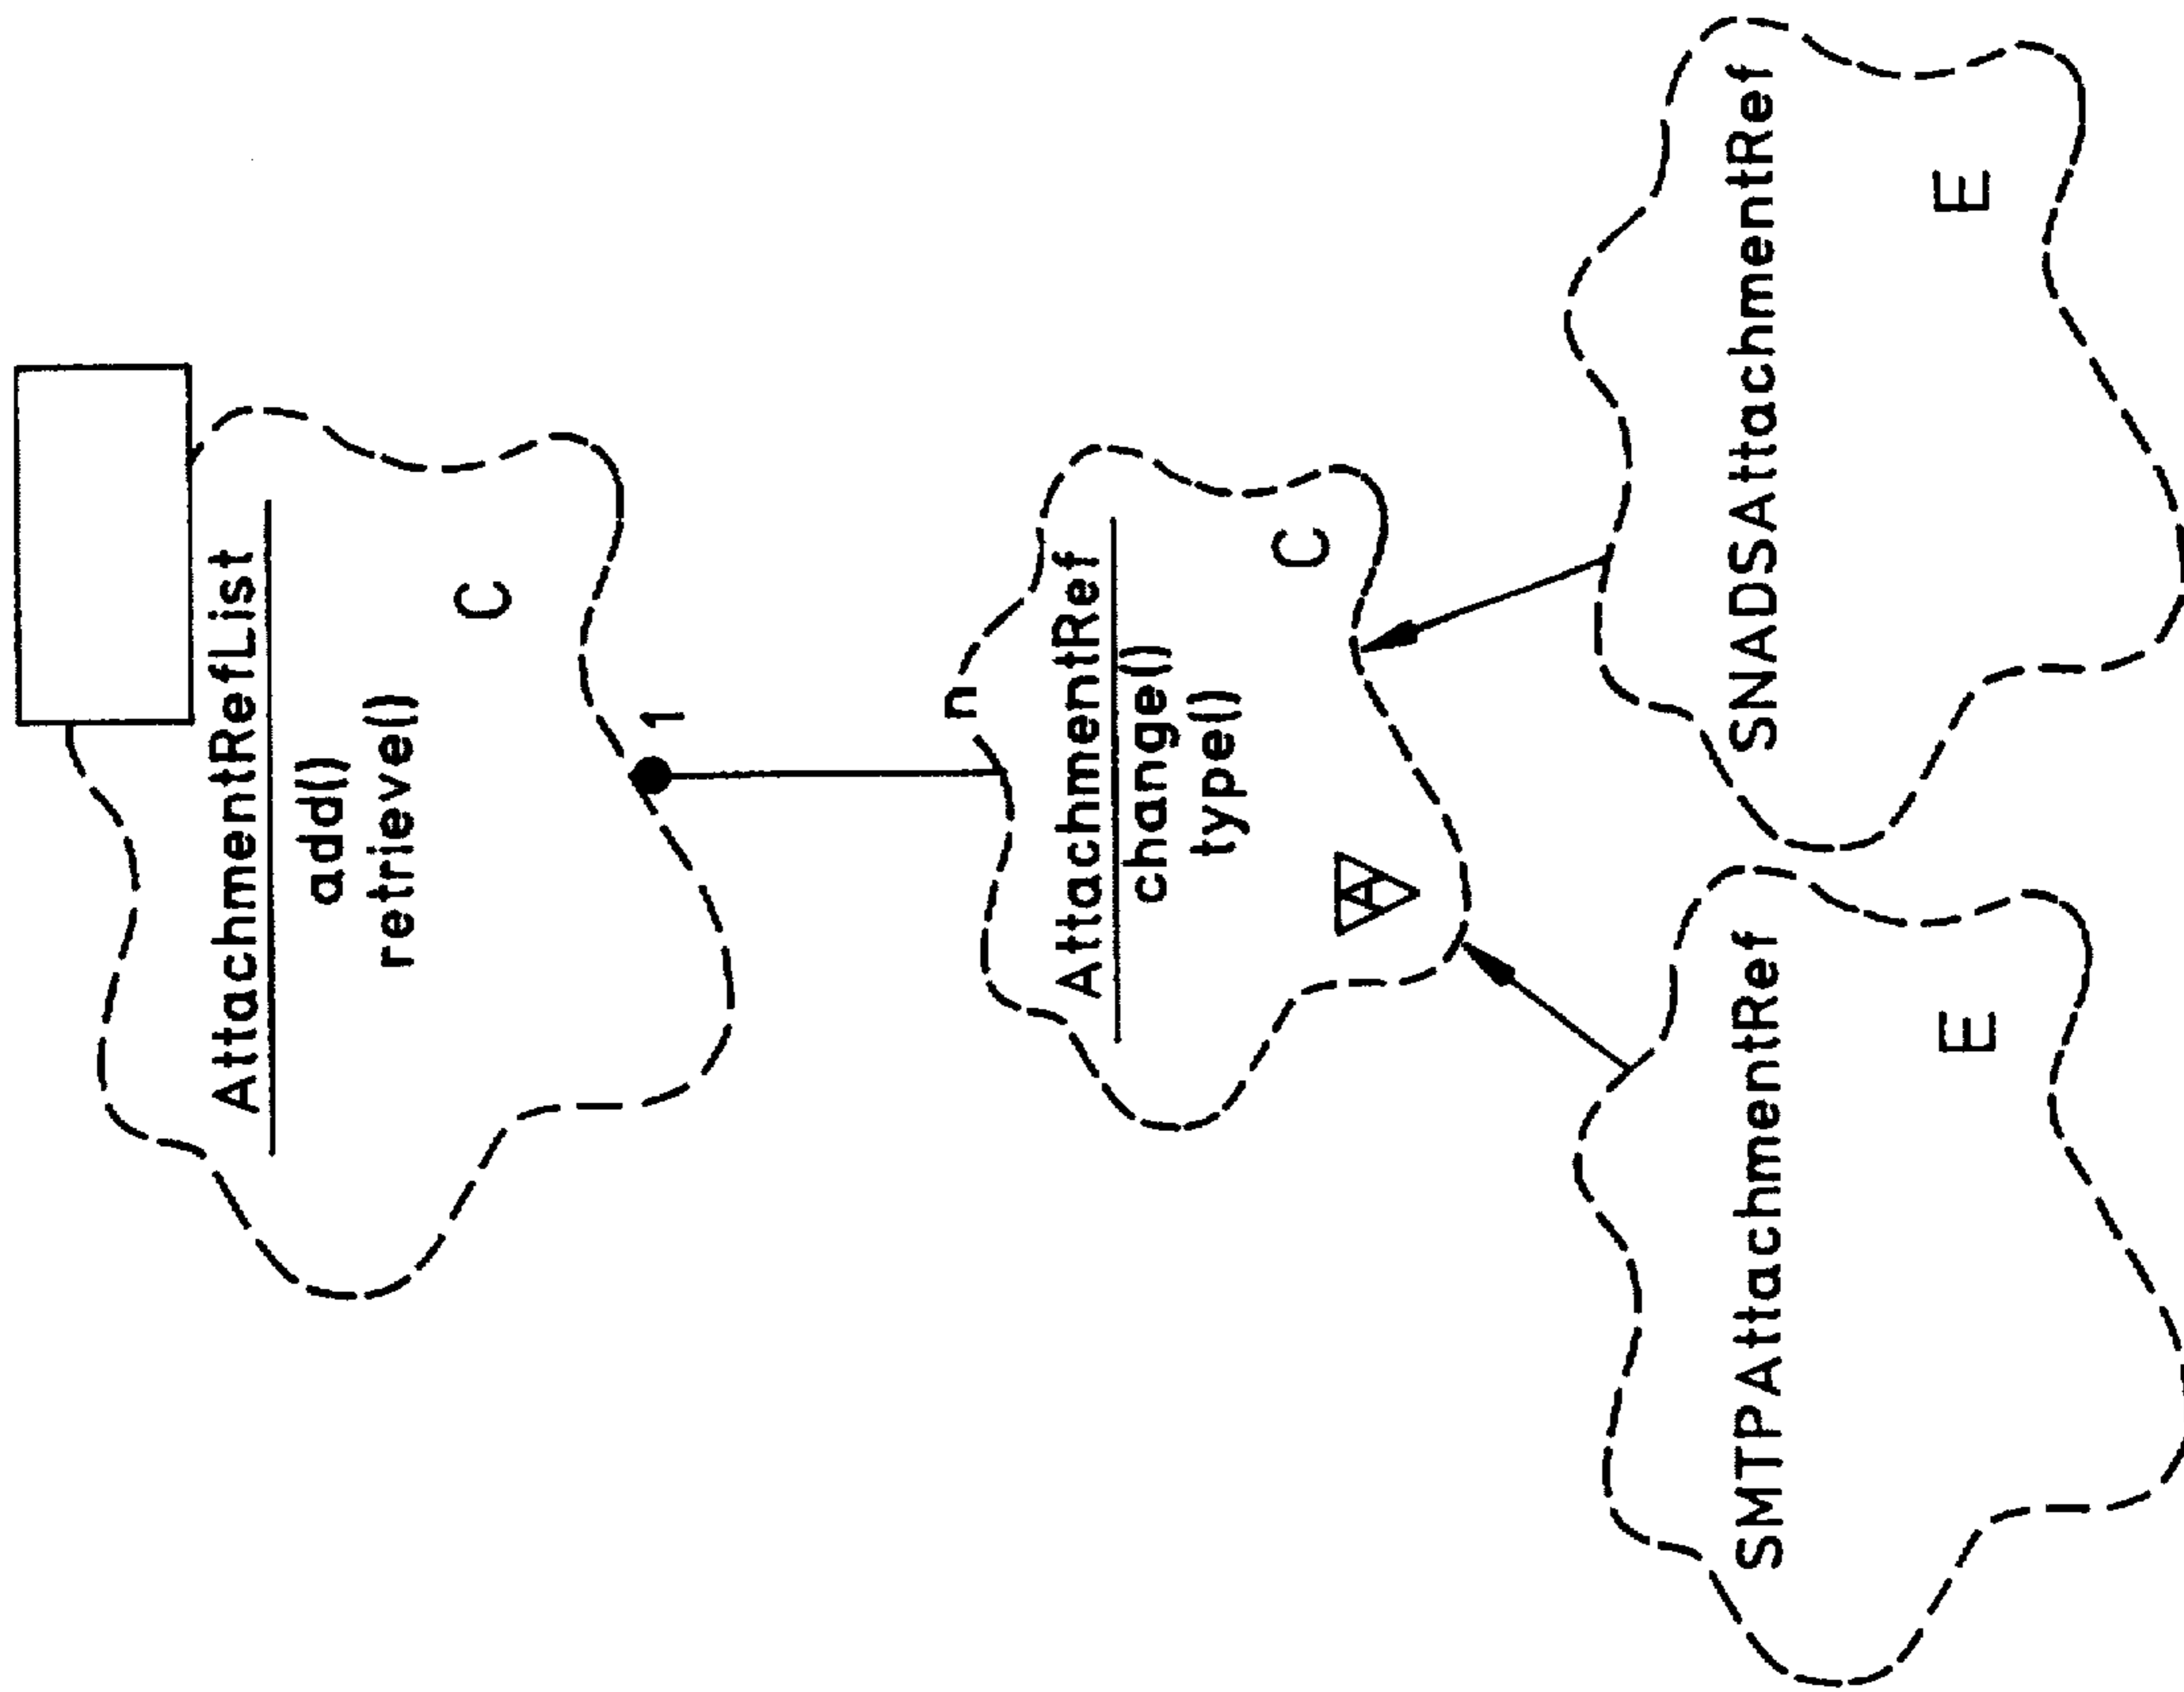 AttachmentRefList
add()
retrieve()
C
1
n
AttachmentRef
change()
type()
C
A
SMTPAttachmentRef
E
SNADSAttachmentRef
E